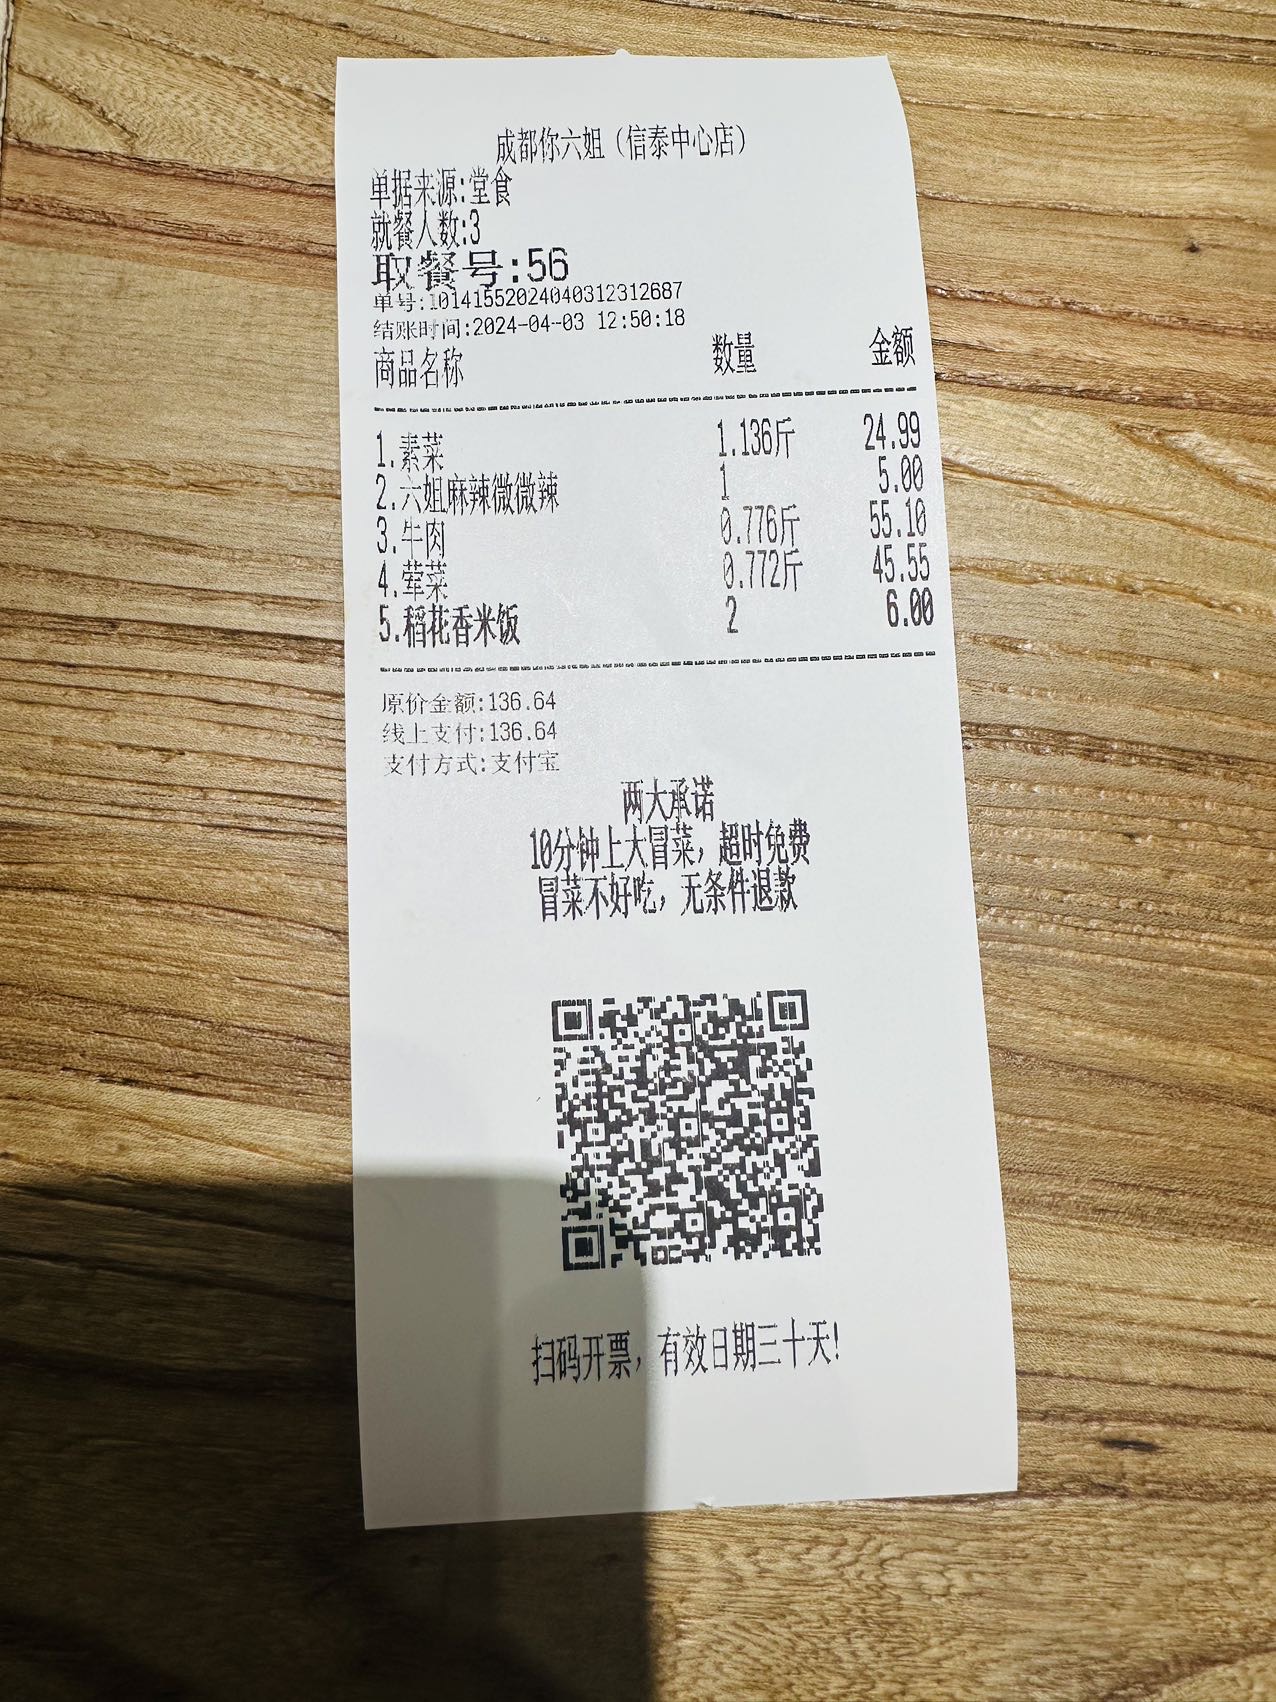 成都你六姐（信泰中心店）
单据来源:堂食
就餐人数:3
取餐号:56
单号:10141552024040312312687
结账时间:2024-04-03 12:50:18
商品名称 数量 金额
1.素菜 1.136斤 24.99
2.六姐麻辣微微辣 1 5.00
3.牛肉 0.776斤 55.10
4.荤菜 0.772斤 45.55
5.稻花香米饭 2 6.00
原价金额:136.64
线上支付:136.64
支付方式:支付宝
两大承诺
10分钟上大冒菜，超时免费
冒菜不好吃，无条件退款
扫码开票，有效日期三十天!